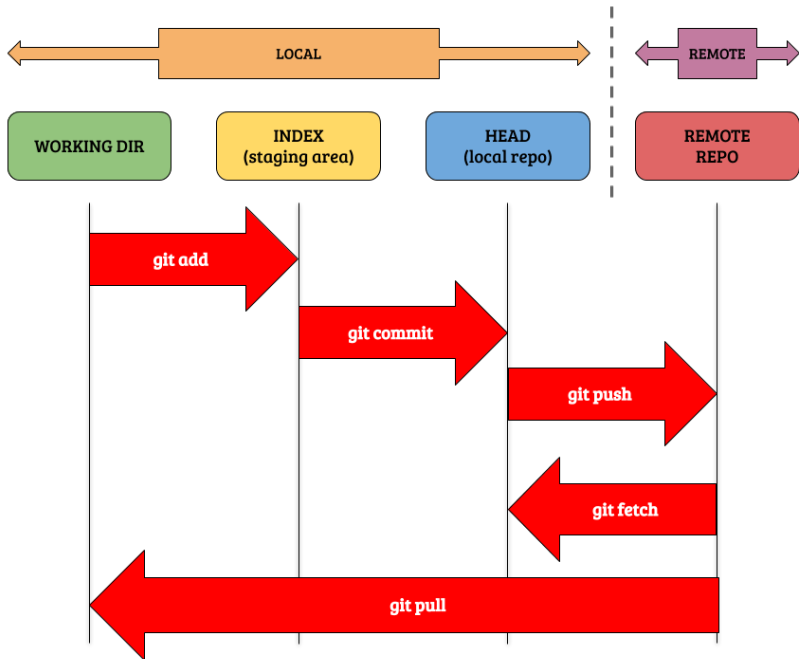 LOCAL
REMOTE
WORKING DIR
INDEX
(staging area)
HEAD
(local repo)
REMOTE
REPO
git add
git commit
git push
git fetch
git pull